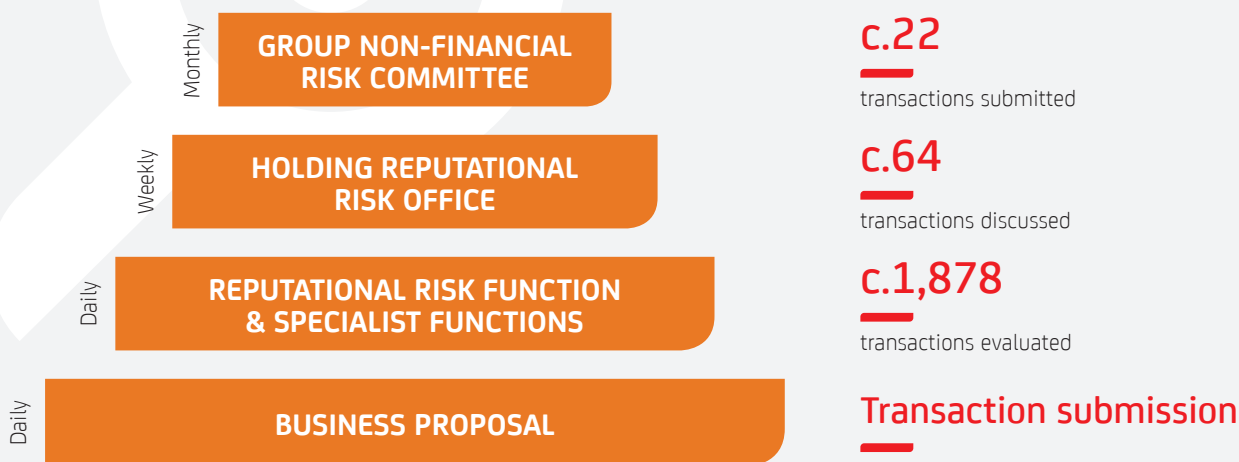 Monthly
GROUP NON-FINANCIAL
RISK COMMITTEE
c.22
transactions submitted
Weekly
HOLDING REPUTATIONAL
RISK OFFICE
c.64
transactions discussed
Daily
REPUTATIONAL RISK FUNCTION
& SPECIALIST FUNCTIONS
c.1,878
transactions evaluated
Daily
BUSINESS PROPOSAL
Transaction submission